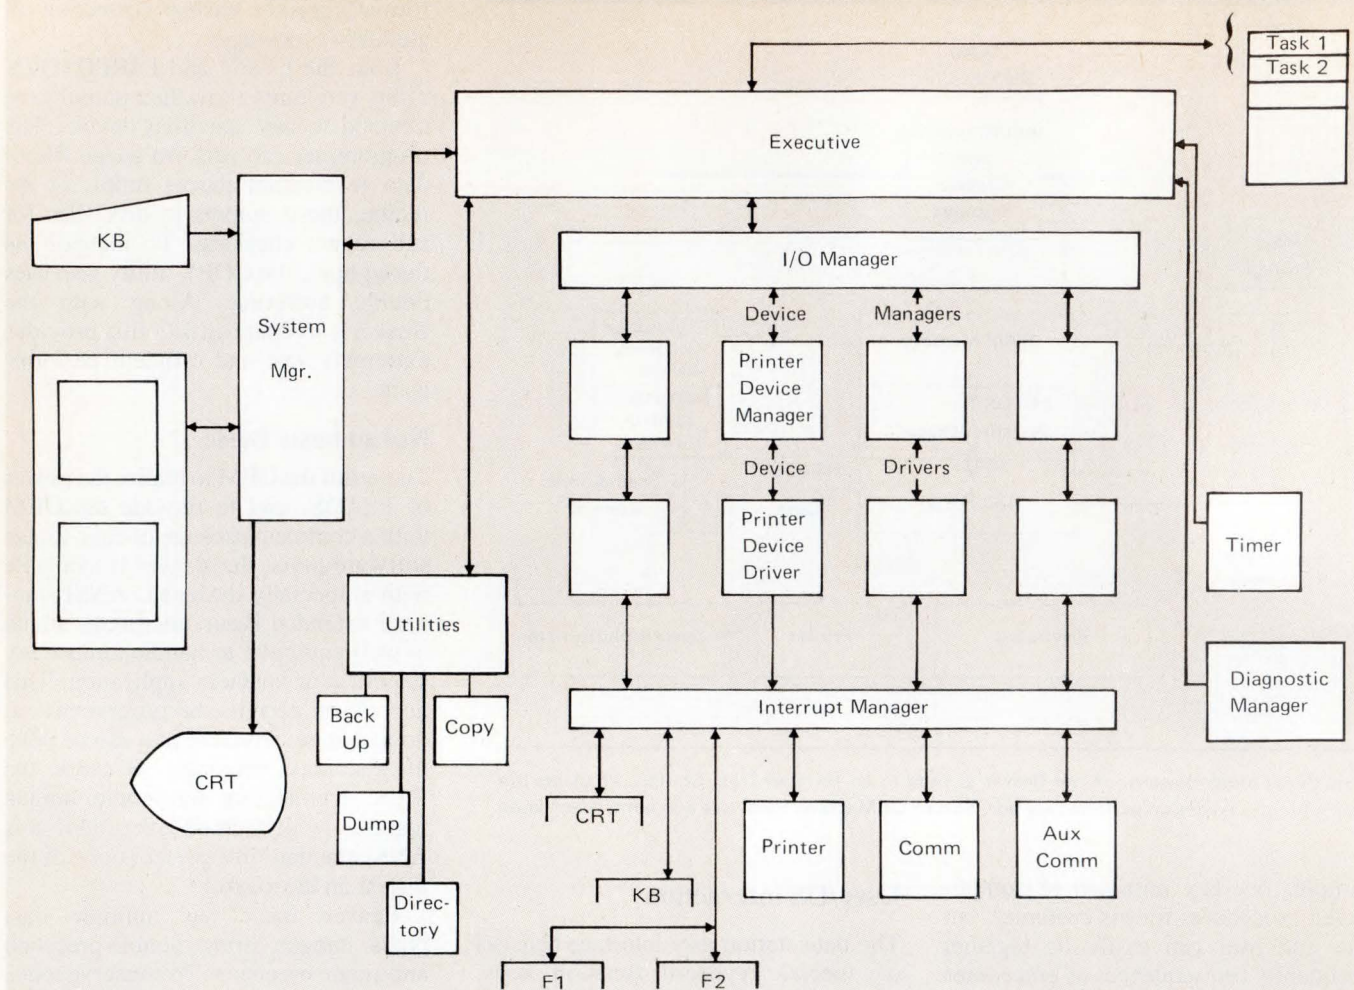 Task 1
Task 2
Executive
KB
I/O Manager
System
Mgr.
Device Managers
Printer
Device
Manager
Device Drivers
Printer
Device
Driver
Timer
Utilities
Diagnostic
Manager
Interrupt Manager
Back
Up
Copy
CRT
Dump
CRT
Printer
Comm
Aux
Comm
KB
Direc-
tory
F1
F2